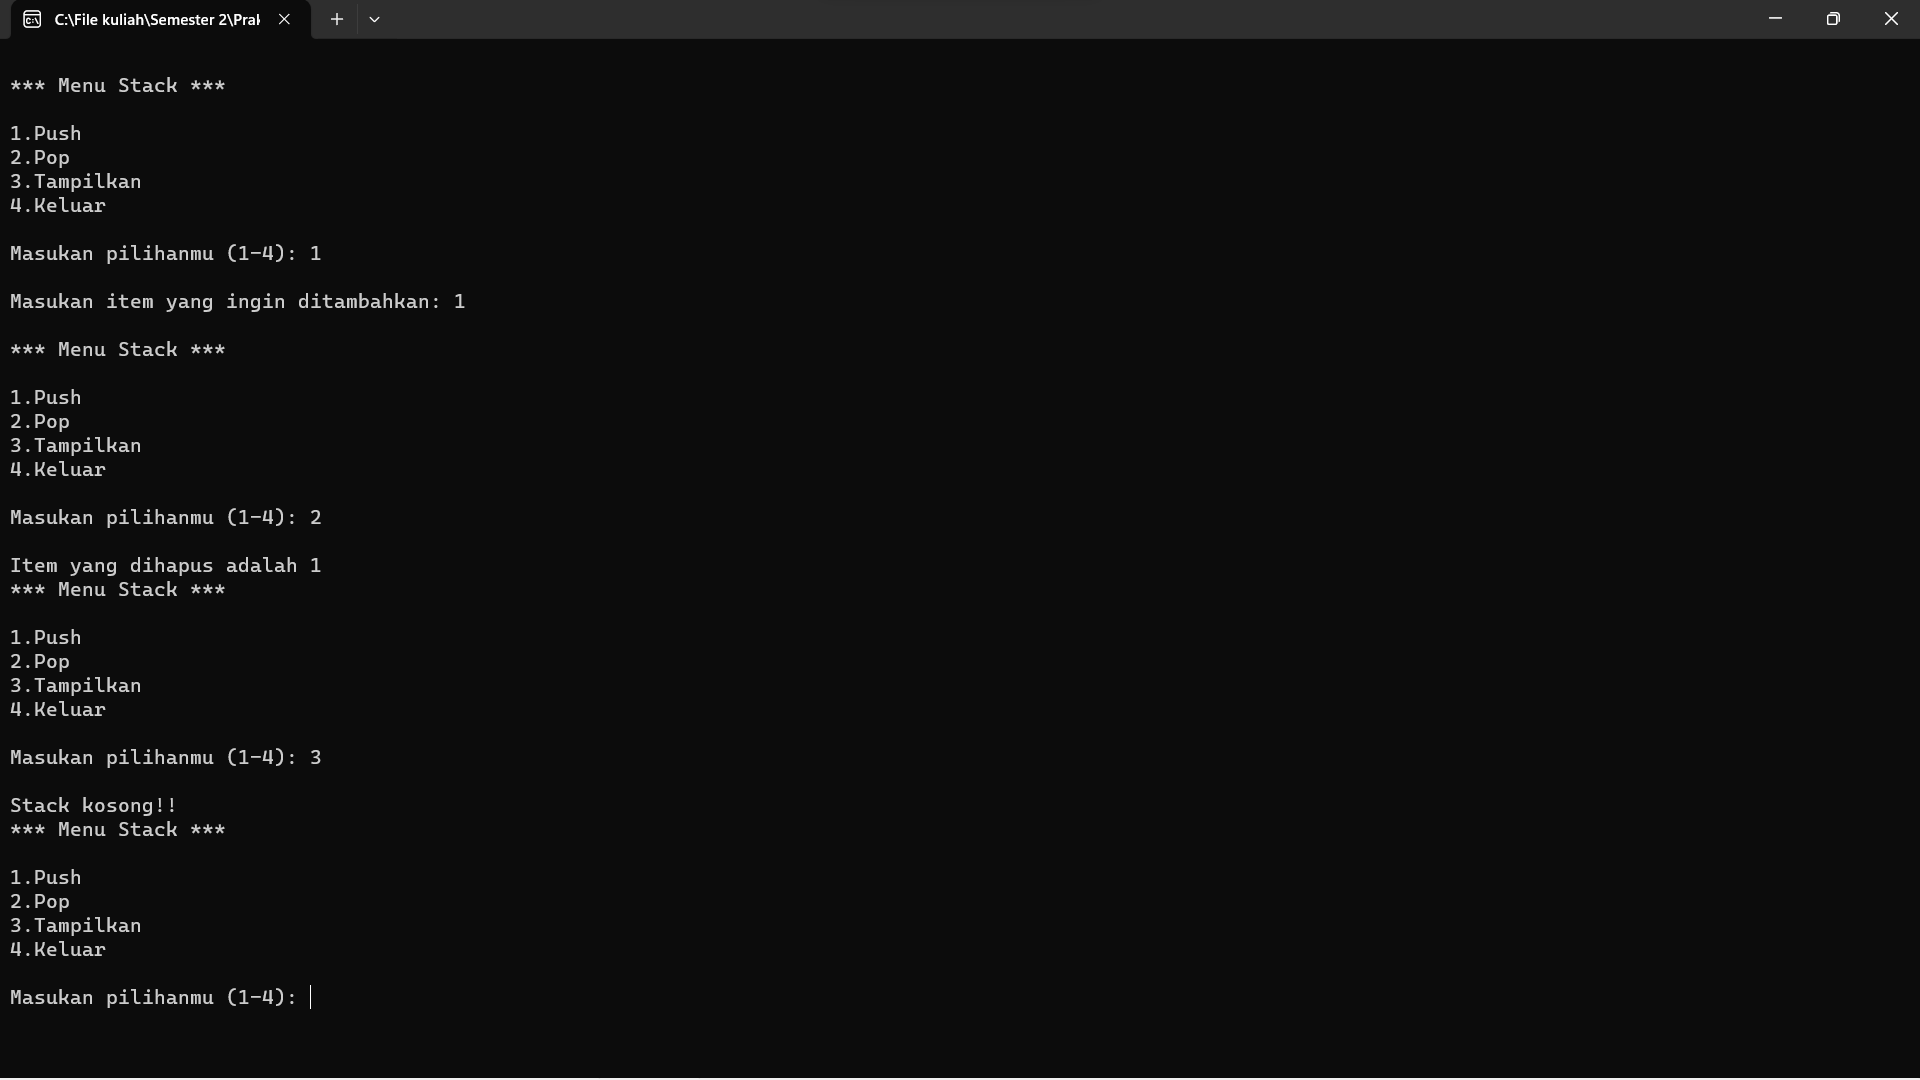 C:\File kuliah\Semester 2\Prak
*** Menu Stack ***
1.Push
2.Pop
3.Tampilkan
4.Keluar
Masukan pilihanmu (1-4): 1
Masukan item yang ingin ditambahkan: 1
*** Menu Stack ***
1.Push
2.Pop
3.Tampilkan
4.Keluar
Masukan pilihanmu (1-4): 2
Item yang dihapus adalah 1
*** Menu Stack ***
1.Push
2.Pop
3.Tampilkan
4.Keluar
Masukan pilihanmu (1-4): 3
Stack kosong!!
*** Menu Stack ***
1.Push
2.Pop
3.Tampilkan
4.Keluar
Masukan pilihanmu (1-4):